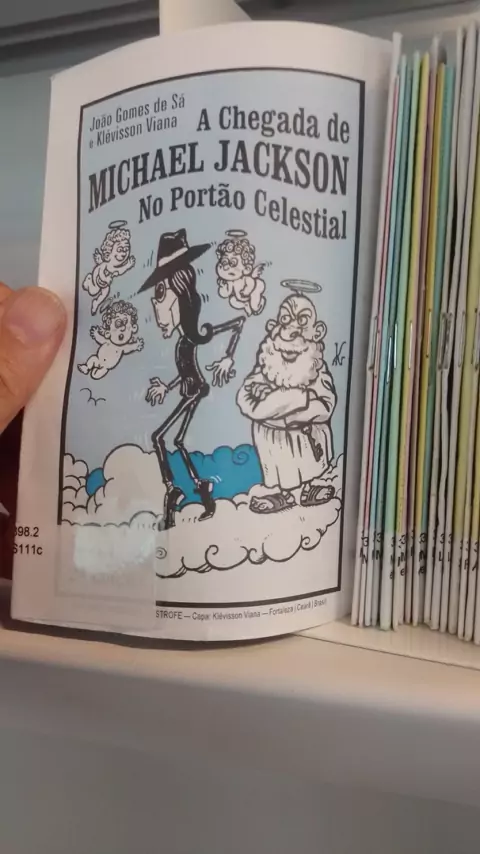 João Gomes de Sá
e Klévisson Viana
A Chegada de
MICHAEL JACKSON
No Portão Celestial
398.2
S111c
STROFE — Capa: Klévisson Viana — Fortaleza | Ceará | Brasil